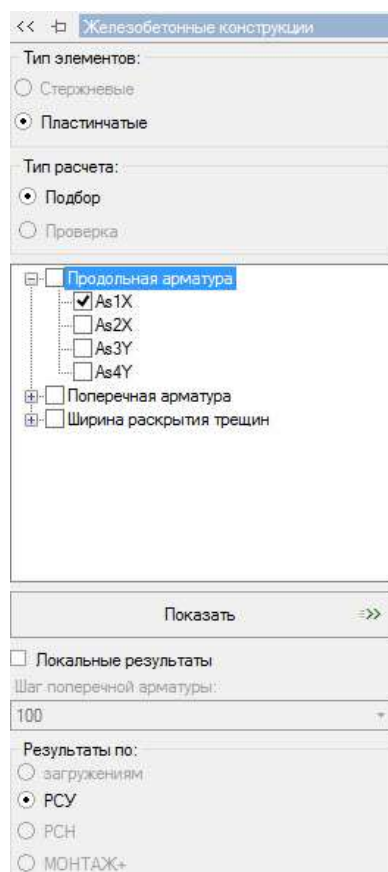 << Железобетонные конструкции
Тип элементов:
Стержневые
Пластинчатые
Тип расчета:
Подбор
Проверка
Продольная арматура
As1X
As2X
As3Y
As4Y
Поперечная арматура
Ширина раскрытия трещин
Показать
Локальные результаты
Шаг поперечной арматуры:
100
Результаты по:
загружениям
РСУ
РСН
МОНТАЖ+